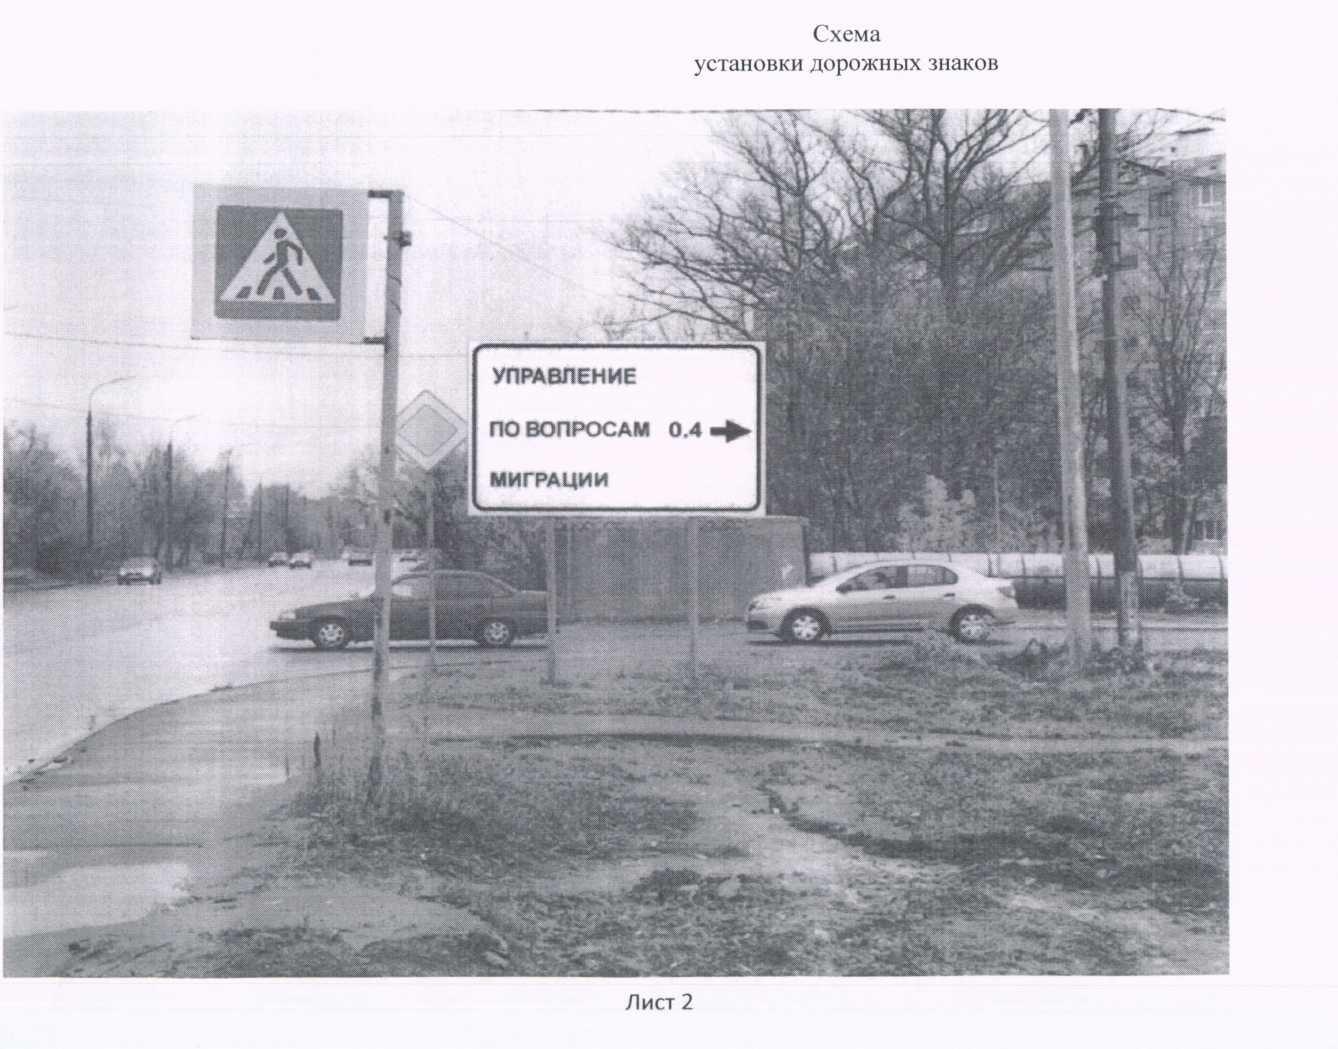 Схема
установки дорожных знаков
УПРАВЛЕНИЕ
ПО ВОПРОСАМ 0.4
МИГРАЦИИ
Лист 2